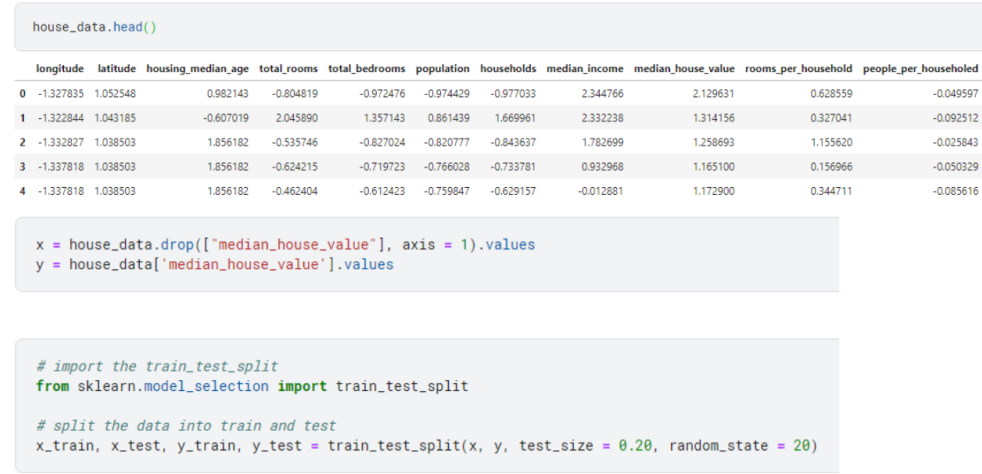 house_data.head()
longitude latitude housing_median_age total_rooms total_bedrooms population households median_income median_house_value rooms_per_household people_per_householed
0 -1.327835 1.052548 0.982143 -0.804819 -0.972476 -0.974429 -0.977033 2.344766 2.129631 0.628559 -0.049597
1 -1.322844 1.043185 -0.607019 2.045890 1.357143 0.861439 1.669961 2.332238 1.314156 0.327041 -0.092512
2 -1.332827 1.038503 1.856182 -0.535746 -0.827024 -0.820777 -0.843637 1.782699 1.258693 1.155620 -0.025843
3 -1.337818 1.038503 1.856182 -0.624215 -0.719723 -0.766028 -0.733781 0.932968 1.165100 0.156966 -0.050329
4 -1.337818 1.038503 1.856182 -0.462404 -0.612423 -0.759847 -0.629157 -0.012881 1.172900 0.344711 -0.085616
x = house_data.drop(["median_house_value"], axis = 1).values
y = house_data['median_house_value'].values
# import the train_test_split
from sklearn.model_selection import train_test_split
# split the data into train and test
x_train, x_test, y_train, y_test = train_test_split(x, y, test_size = 0.20, random_state = 20)